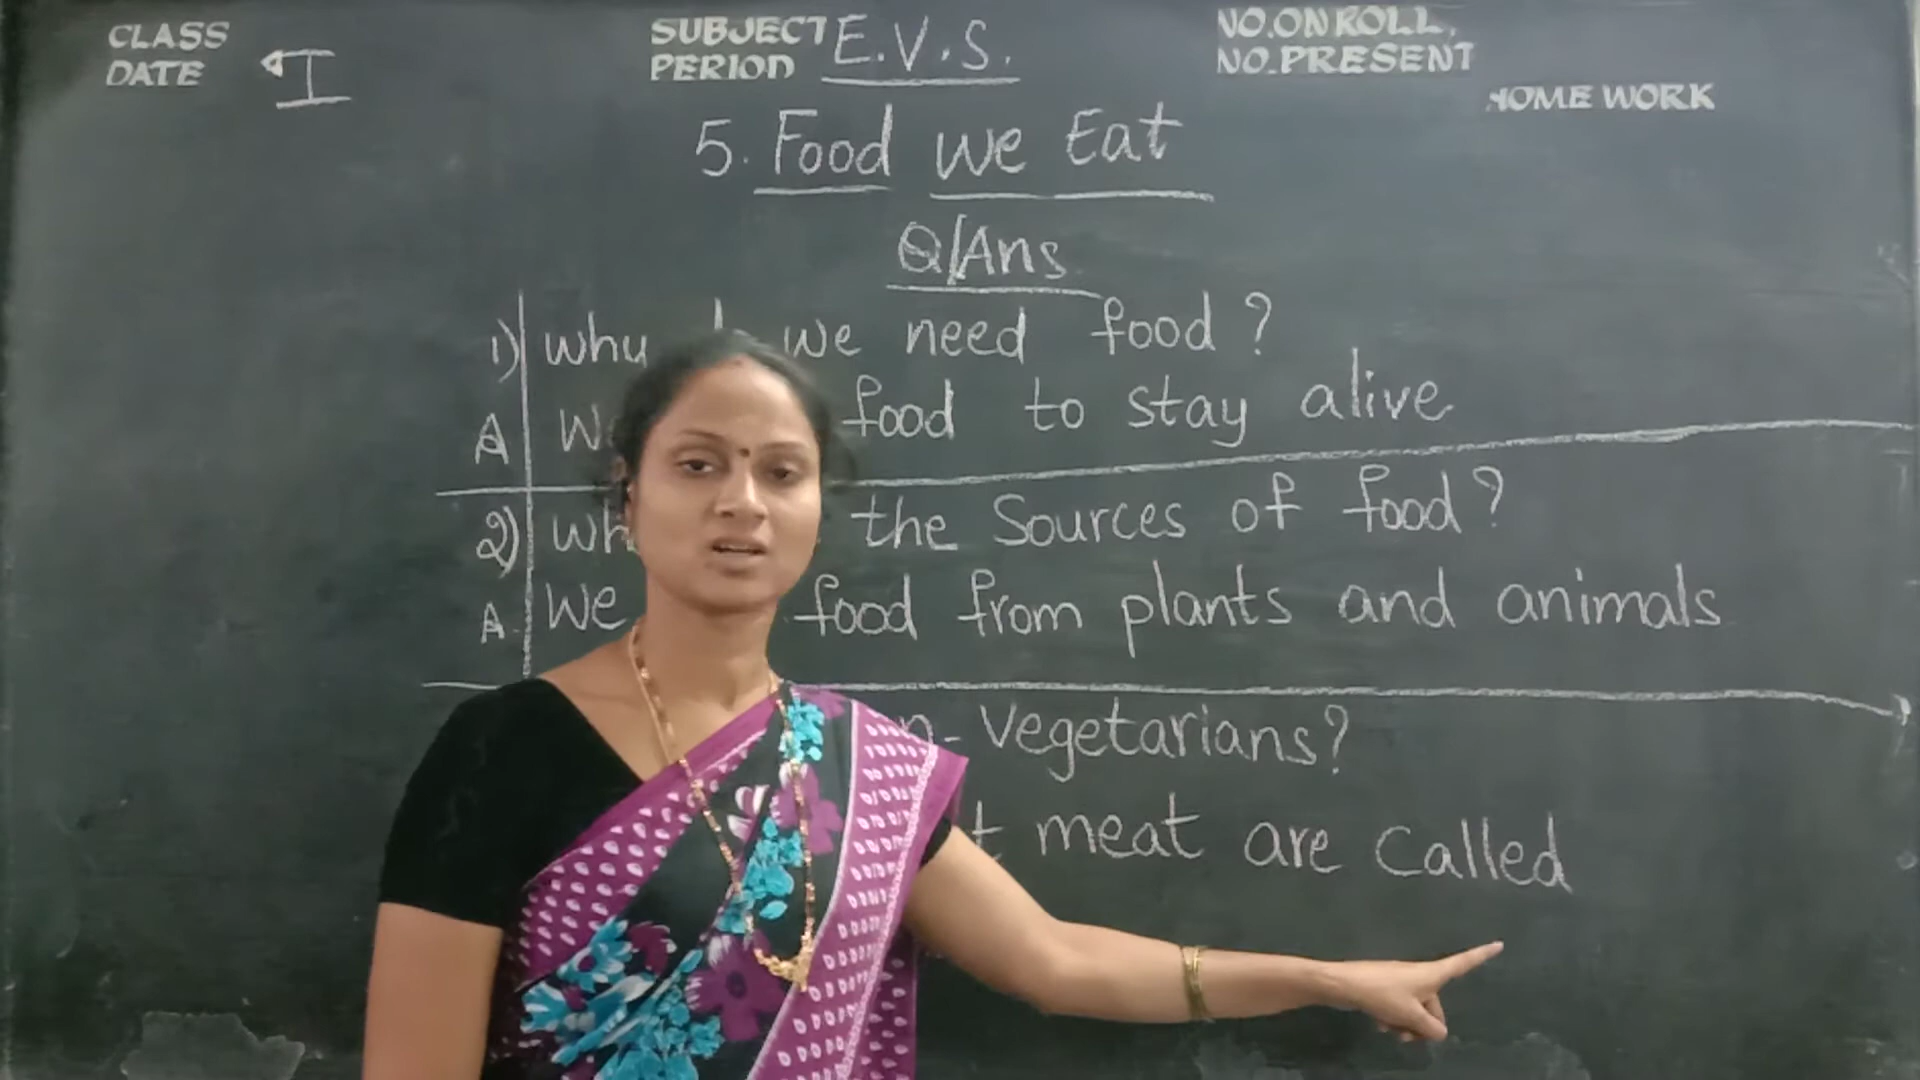 CLASS
DATE
I
SUBJECT E.V.S.
PERIOD
NO.ON ROLL.
NO.PRESENT
HOME WORK
5. Food We Eat
Q/Ans
1) Why we need food?
A food to stay alive
2) the Sources of food?
A. We food from plants and animals
- Vegetarians?
meat are Called